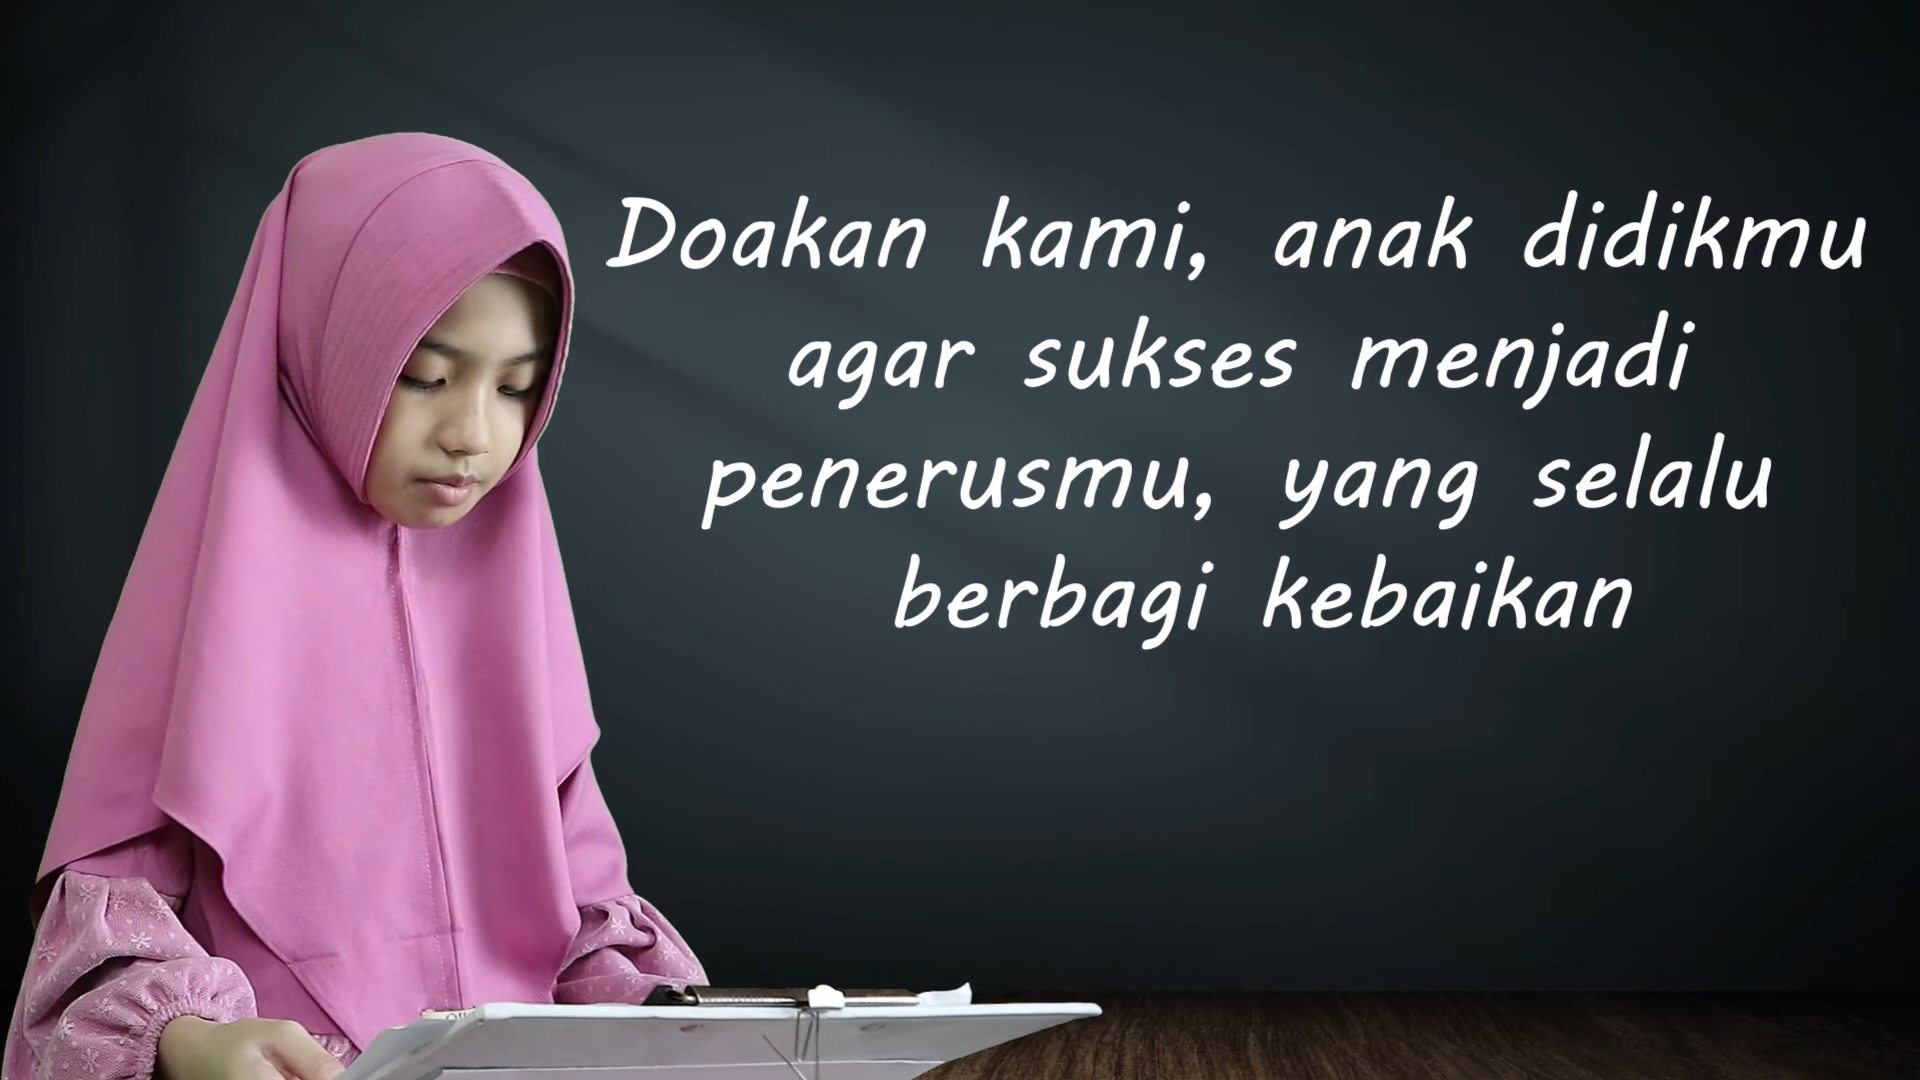 Doakan kami, anak didikmu
agar sukses menjadi
penerusmu, yang selalu
berbagi kebaikan